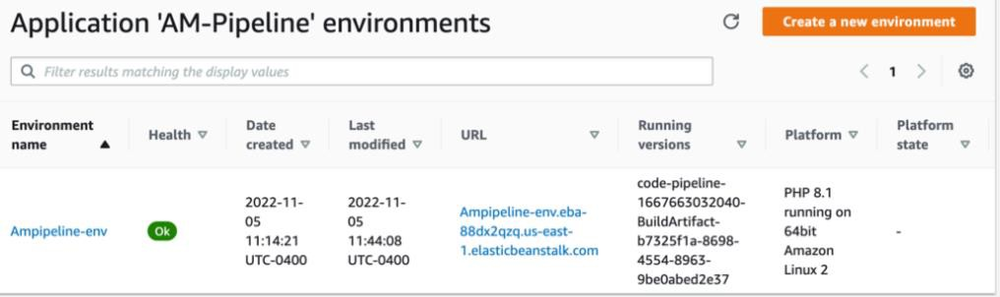 Application 'AM-Pipeline' environments
Create a new environment
Filter results matching the display values
1
Environment
name
Health
Date
created
Last
modified
URL
Running
versions
Platform
Platform
state
Ampipeline-env
Ok
2022-11-
05
11:14:21
UTC-0400
2022-11-
05
11:44:08
UTC-0400
Ampipeline-env.eba-
88dx2qzq.us-east-
1.elasticbeanstalk.com
code-pipeline-
1667663032040-
BuildArtifact-
b7325f1a-8698-
4554-8963-
9be0abed2e37
PHP 8.1
running on
64bit
Amazon
Linux 2
-